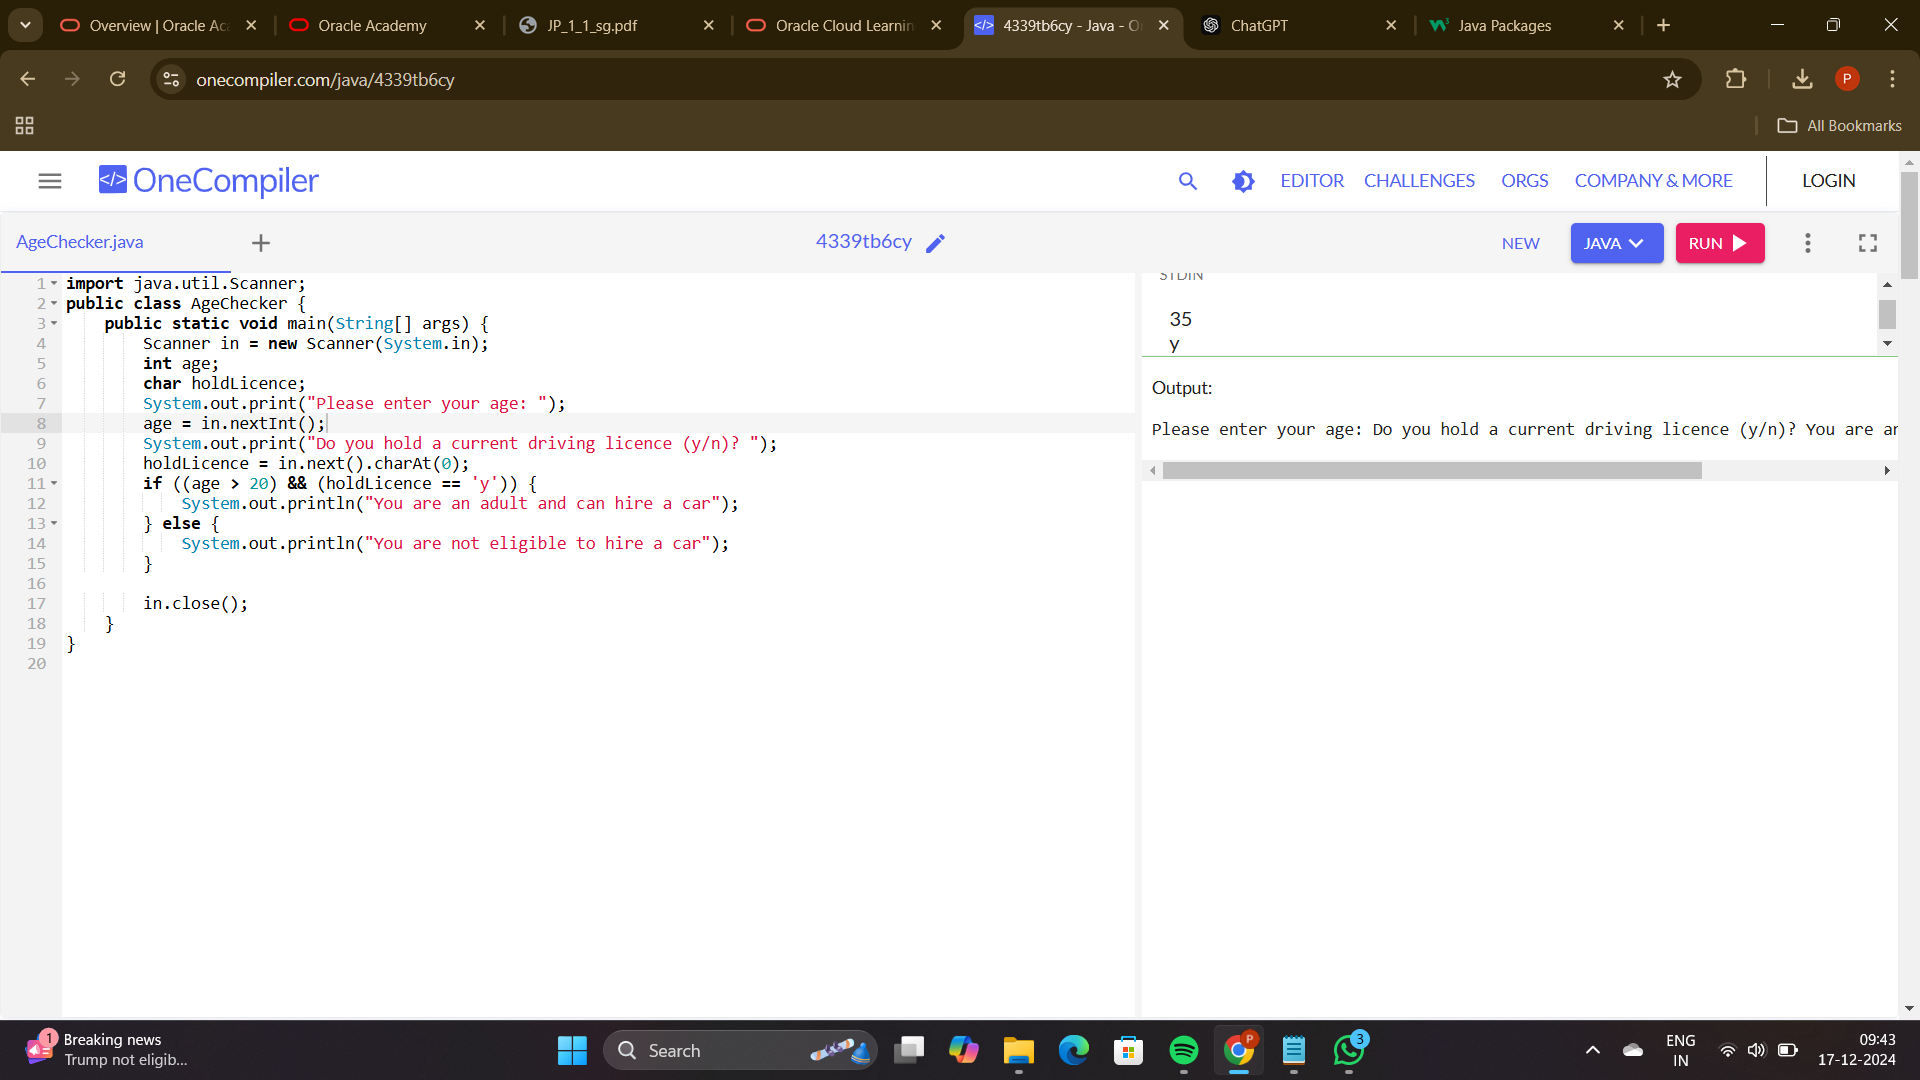 Overview | Oracle Ac
Oracle Academy
JP_1_1_sg.pdf
Oracle Cloud Learnin
4339tb6cy - Java - O
ChatGPT
Java Packages
onecompiler.com/java/4339tb6cy
P
All Bookmarks
</> OneCompiler
EDITOR
CHALLENGES
ORGS
COMPANY & MORE
LOGIN
AgeChecker.java
4339tb6cy
NEW
JAVA
RUN
1 import java.util.Scanner;
2 public class AgeChecker {
3 public static void main(String[] args) {
4 Scanner in = new Scanner(System.in);
5 int age;
6 char holdLicence;
7 System.out.print("Please enter your age: ");
8 age = in.nextInt();
9 System.out.print("Do you hold a current driving licence (y/n)? ");
10 holdLicence = in.next().charAt(0);
11 if ((age > 20) && (holdLicence == 'y')) {
12 System.out.println("You are an adult and can hire a car");
13 } else {
14 System.out.println("You are not eligible to hire a car");
15 }
16
17 in.close();
18 }
19 }
20
STDIN
35
y
Output:
Please enter your age: Do you hold a current driving licence (y/n)? You are an
1
Breaking news
Trump not eligib...
Search
P
3
ENG
IN
09:43
17-12-2024